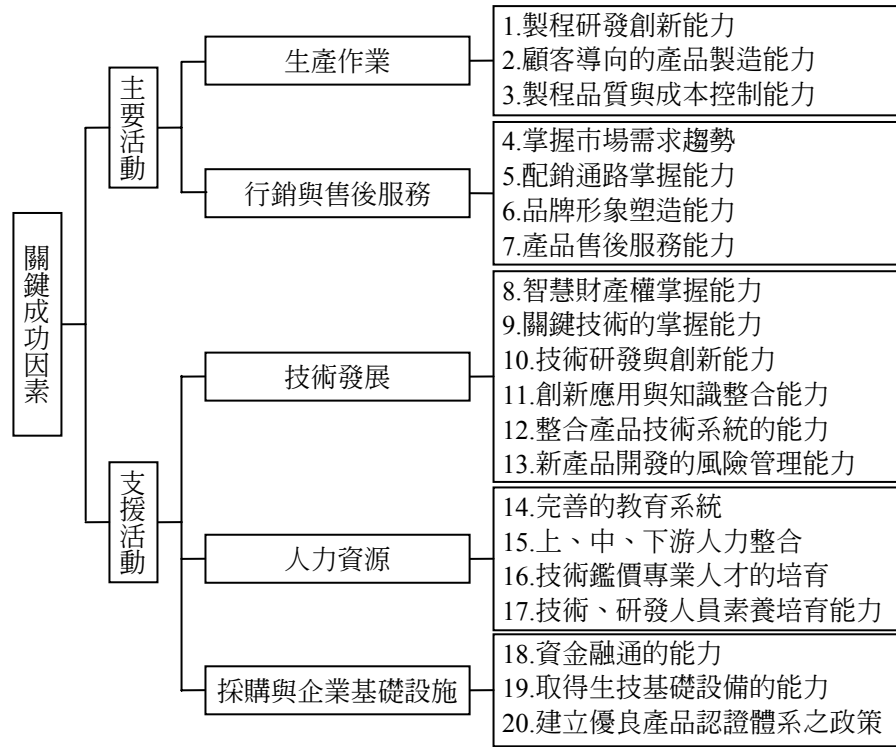 關鍵成功因素
主要活動
生產作業
1.製程研發創新能力
2.顧客導向的產品製造能力
3.製程品質與成本控制能力
行銷與售後服務
4.掌握市場需求趨勢
5.配銷通路掌握能力
6.品牌形象塑造能力
7.產品售後服務能力
支援活動
技術發展
8.智慧財產權掌握能力
9.關鍵技術的掌握能力
10.技術研發與創新能力
11.創新應用與知識整合能力
12.整合產品技術系統的能力
13.新產品開發的風險管理能力
人力資源
14.完善的教育系統
15.上、中、下游人力整合
16.技術鑑價專業人才的培育
17.技術、研發人員素養培育能力
採購與企業基礎設施
18.資金融通的能力
19.取得生技基礎設備的能力
20.建立優良產品認證體系之政策